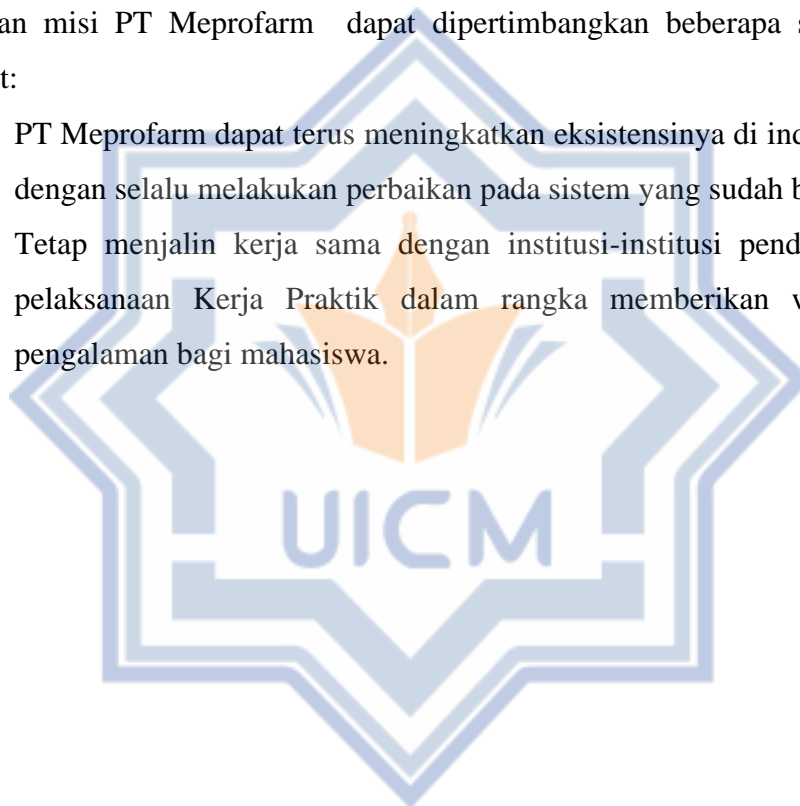 an misi PT Meprofarm dapat dipertimbangkan beberapa s
t:
PT Meprofarm dapat terus meningkatkan eksistensinya di ind
dengan selalu melakukan perbaikan pada sistem yang sudah b
Tetap menjalin kerja sama dengan institusi-institusi pend
pelaksanaan Kerja Praktik dalam rangka memberikan w
pengalaman bagi mahasiswa.
UICM